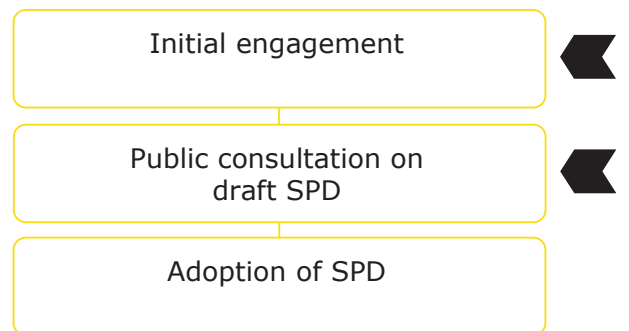 Initial engagement
Public consultation on
draft SPD
Adoption of SPD